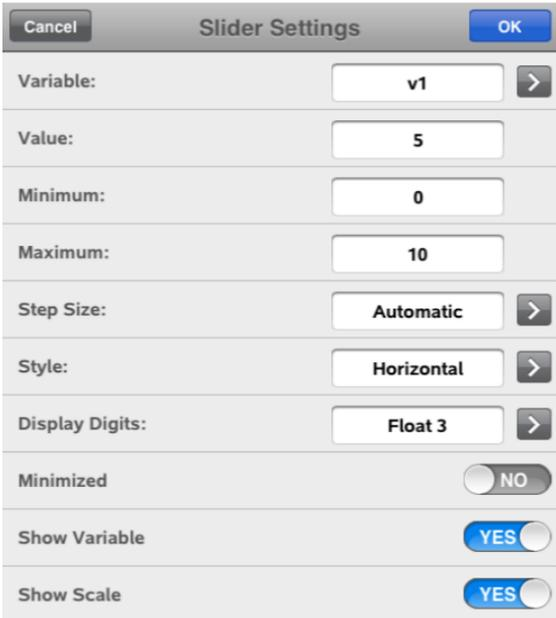 Cancel Slider Settings OK
Variable: v1 >
Value: 5
Minimum: 0
Maximum: 10
Step Size: Automatic >
Style: Horizontal >
Display Digits: Float 3 >
Minimized NO
Show Variable YES
Show Scale YES